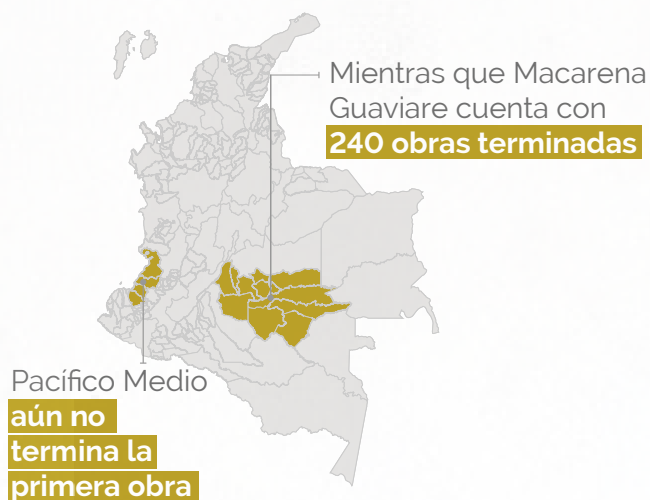 Mientras que Macarena
Guaviare cuenta con
240 obras terminadas
Pacífico Medio
aún no
termina la
primera obra